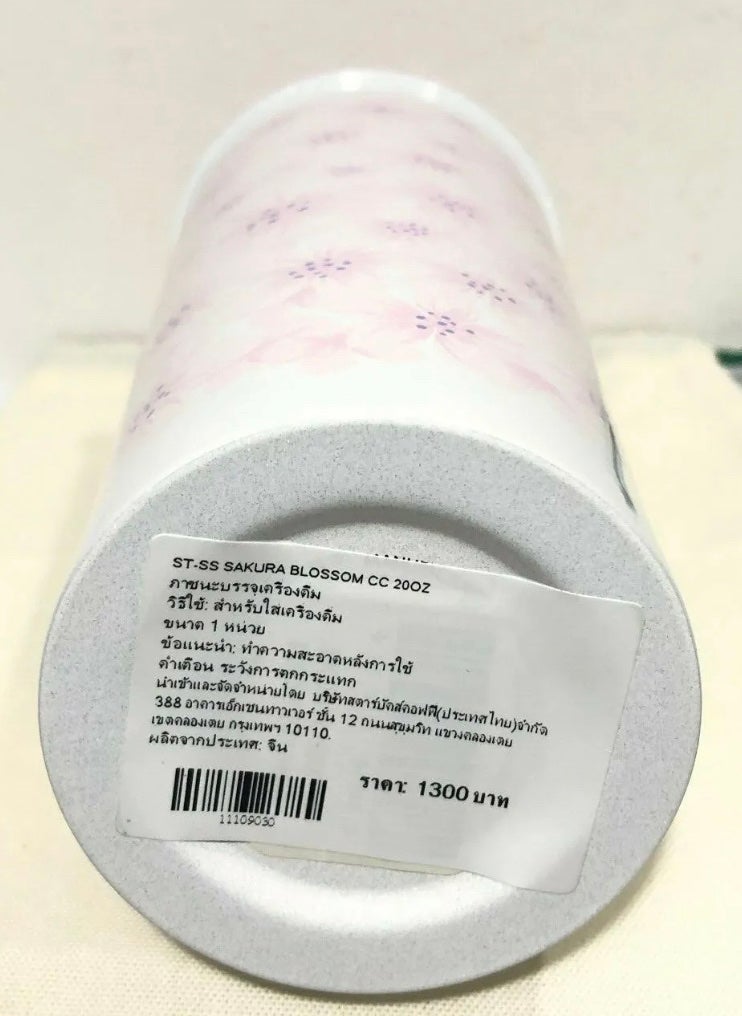 ST-SS SAKURA BLOSSOM CC 20OZ
ภาชนะบรรจุเครื่องดื่ม
วิธีใช้: สำหรับใส่เครื่องดื่ม
ขนาด 1 หน่วย
ข้อแนะนำ: ทำความสะอาดหลังการใช้
คำเตือน ระวังการตกกระแทก
นำเข้าและจัดจำหน่ายโดย บริษัทสตาร์บัคส์คอฟฟี่(ประเทศไทย)จำกัด
388 อาคารเอ็กเชนทาวเวอร์ ชั้น 12 ถนนสุขุมวิท แขวงคลองเตย
เขตคลองเตย กรุงเทพฯ 10110.
ผลิตจากประเทศ: จีน
ราคา: 1300 บาท
11109030